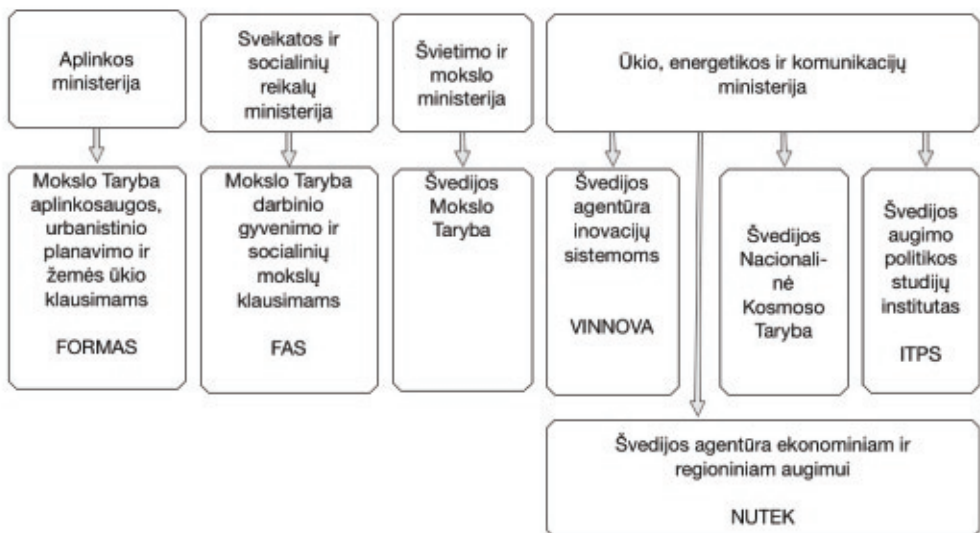 Aplinkos
ministerija
Sveikatos ir
socialinių
reikalų
ministerija
Švietimo ir
mokslo
ministerija
Ūkio, energetikos ir komunikacijų
ministerija
Mokslo Taryba
aplinkosaugos,
urbanistinio
planavimo ir
žemės ūkio
klausimams
FORMAS
Mokslo Taryba
darbinio
gyvenimo ir
socialinių
mokslų
klausimams
FAS
Švedijos
Mokslo
Taryba
Švedijos
agentūra
inovacijų
sistemoms
VINNOVA
Švedijos
Nacionali-
nė
Kosmoso
Taryba
Švedijos
augimo
politikos
studijų
institutas
ITPS
Švedijos agentūra ekonominiam ir
regioniniam augimui
NUTEK